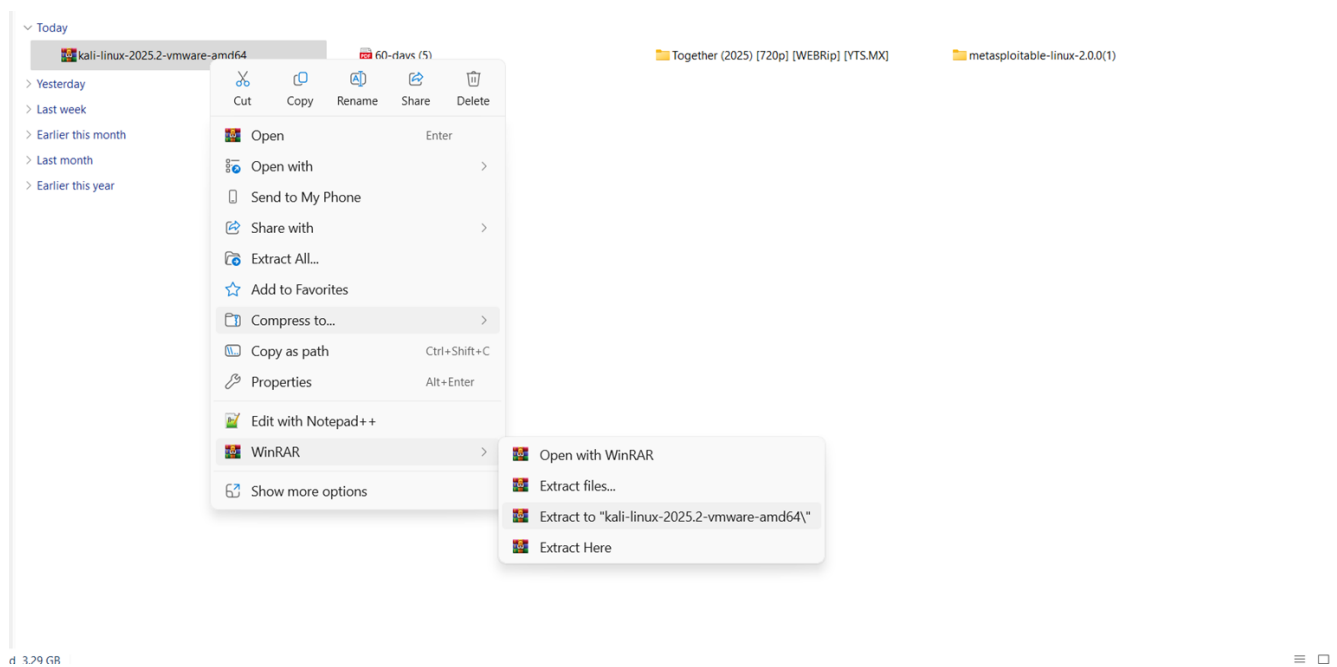 Today
kali-linux-2025.2-vmware-amd64
60-days (5)
Together (2025) [720p] [WEBRip] [YTS.MX]
metasploitable-linux-2.0.0(1)
Yesterday
Last week
Earlier this month
Last month
Earlier this year
Cut Copy Rename Share Delete
Open Enter
Open with
Send to My Phone
Share with
Extract All...
Add to Favorites
Compress to...
Copy as path Ctrl+Shift+C
Properties Alt+Enter
Edit with Notepad++
WinRAR
Show more options
Open with WinRAR
Extract files...
Extract to "kali-linux-2025.2-vmware-amd64\"
Extract Here
d 3.29 GB